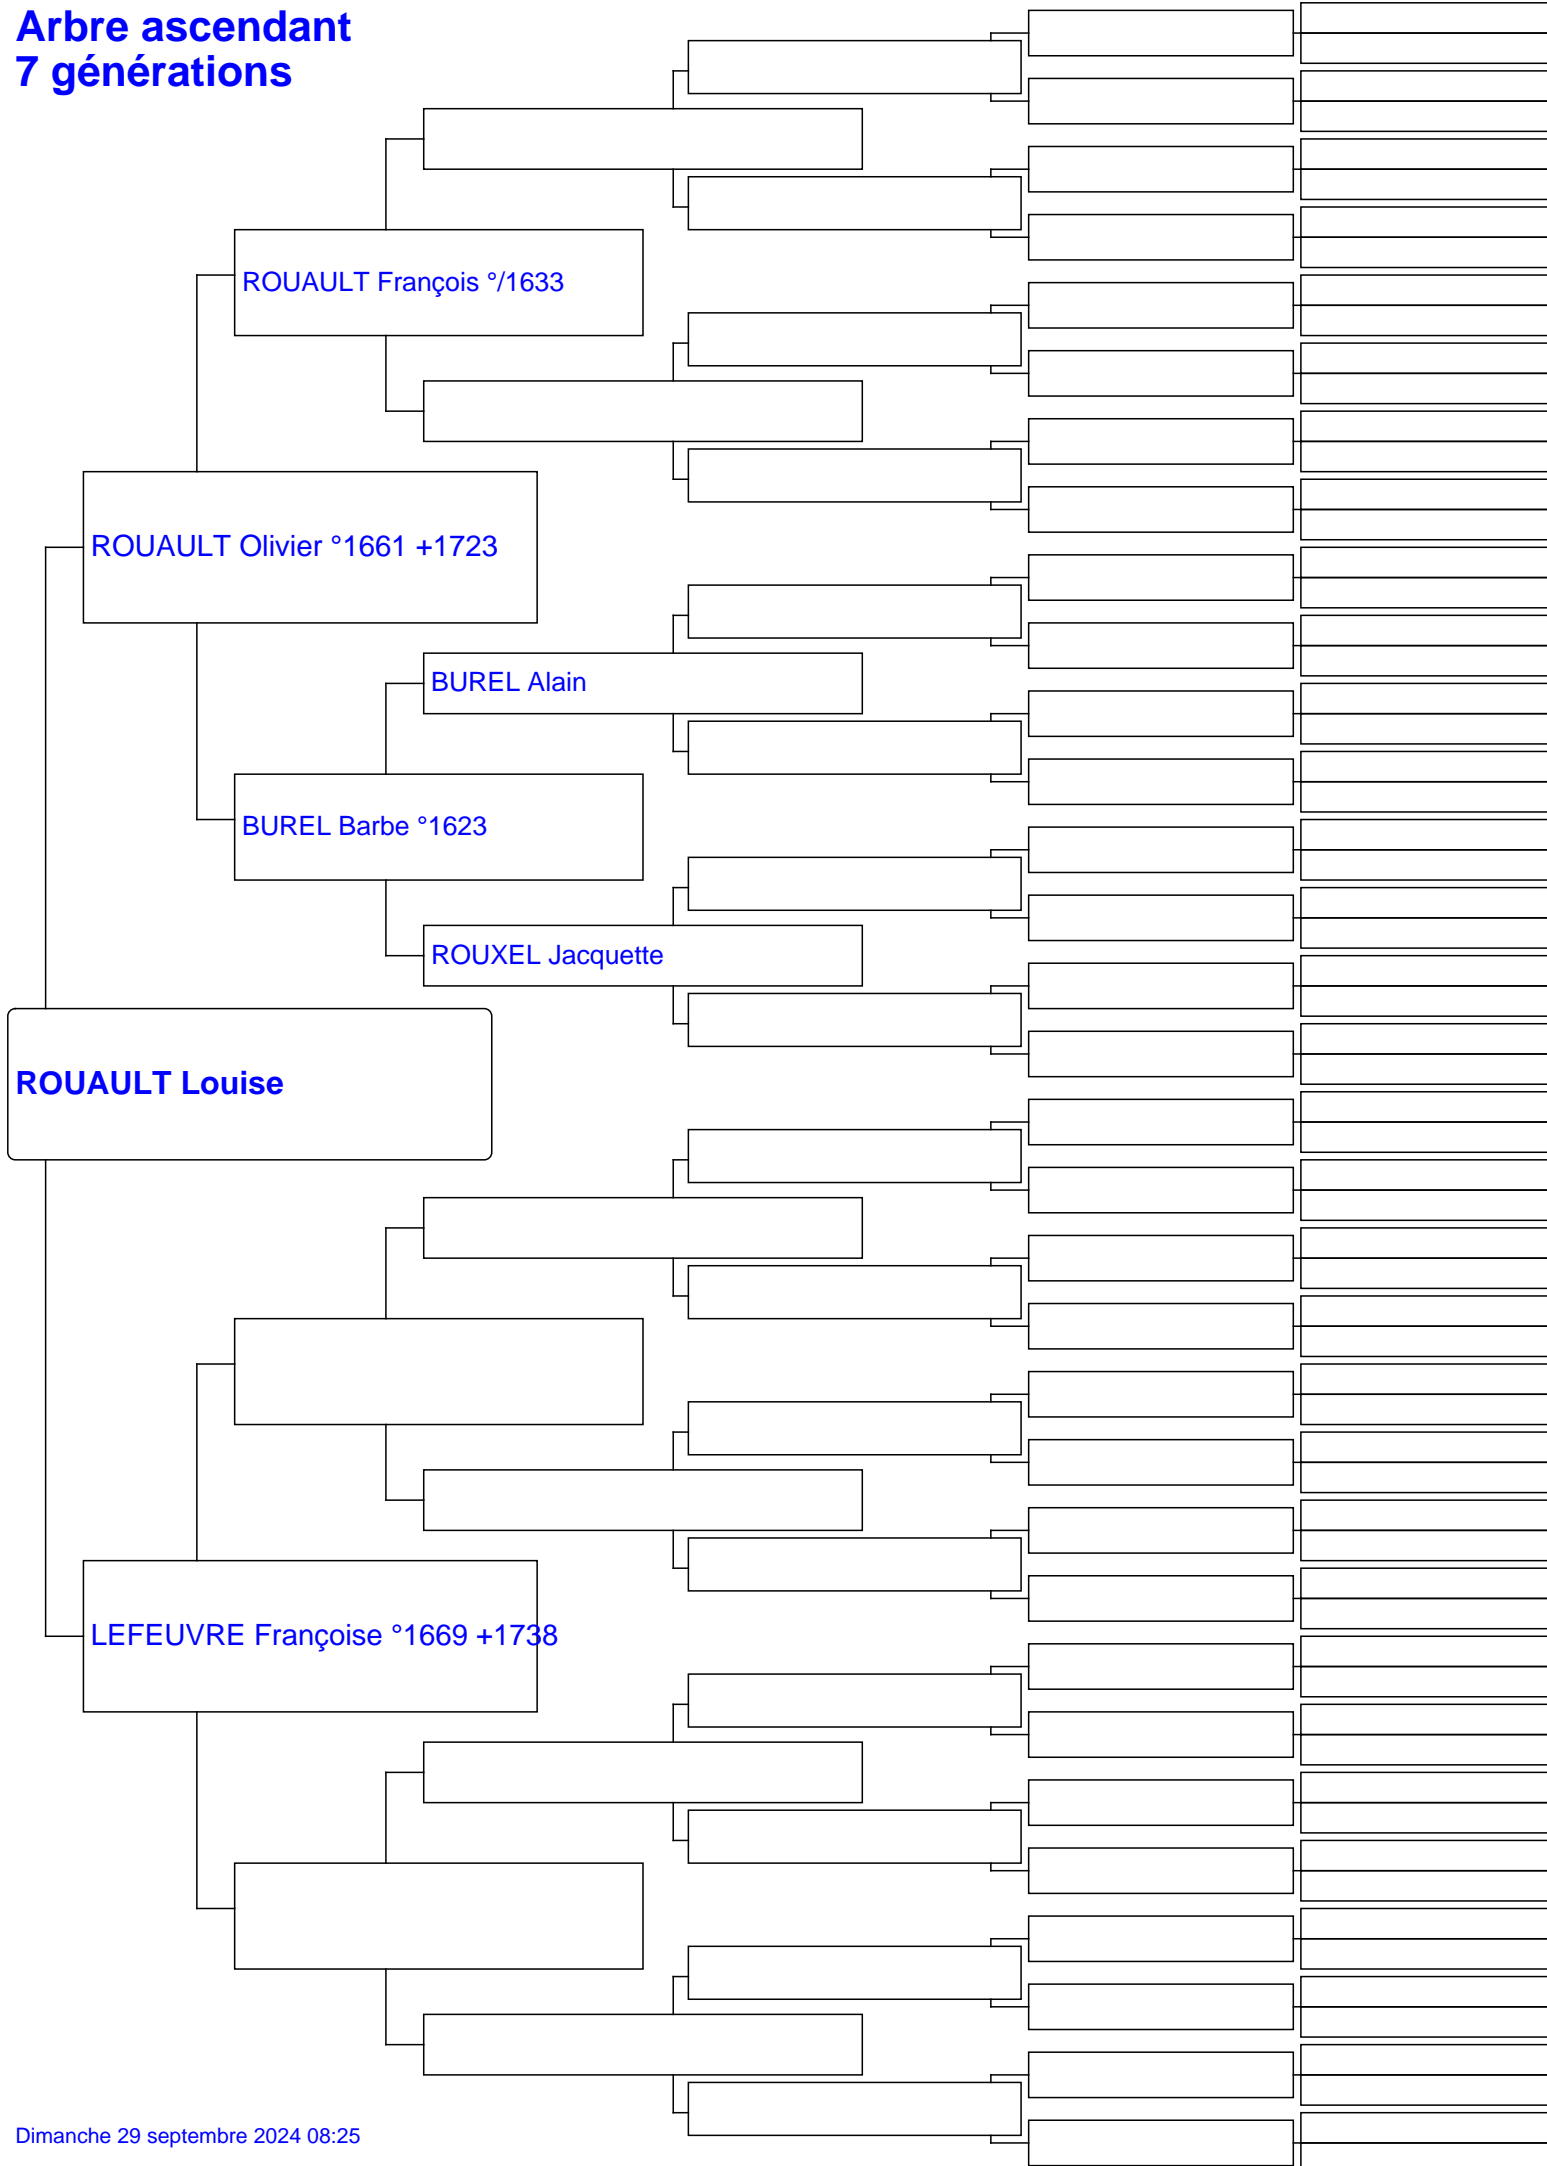 Arbre ascendant
7 générations
ROUAULT François °/1633
ROUAULT Olivier °1661 +1723
BUREL Alain
BUREL Barbe °1623
ROUXEL Jacquette
ROUAULT Louise
LEFEUVRE Françoise °1669 +1738
Dimanche 29 septembre 2024 08:25